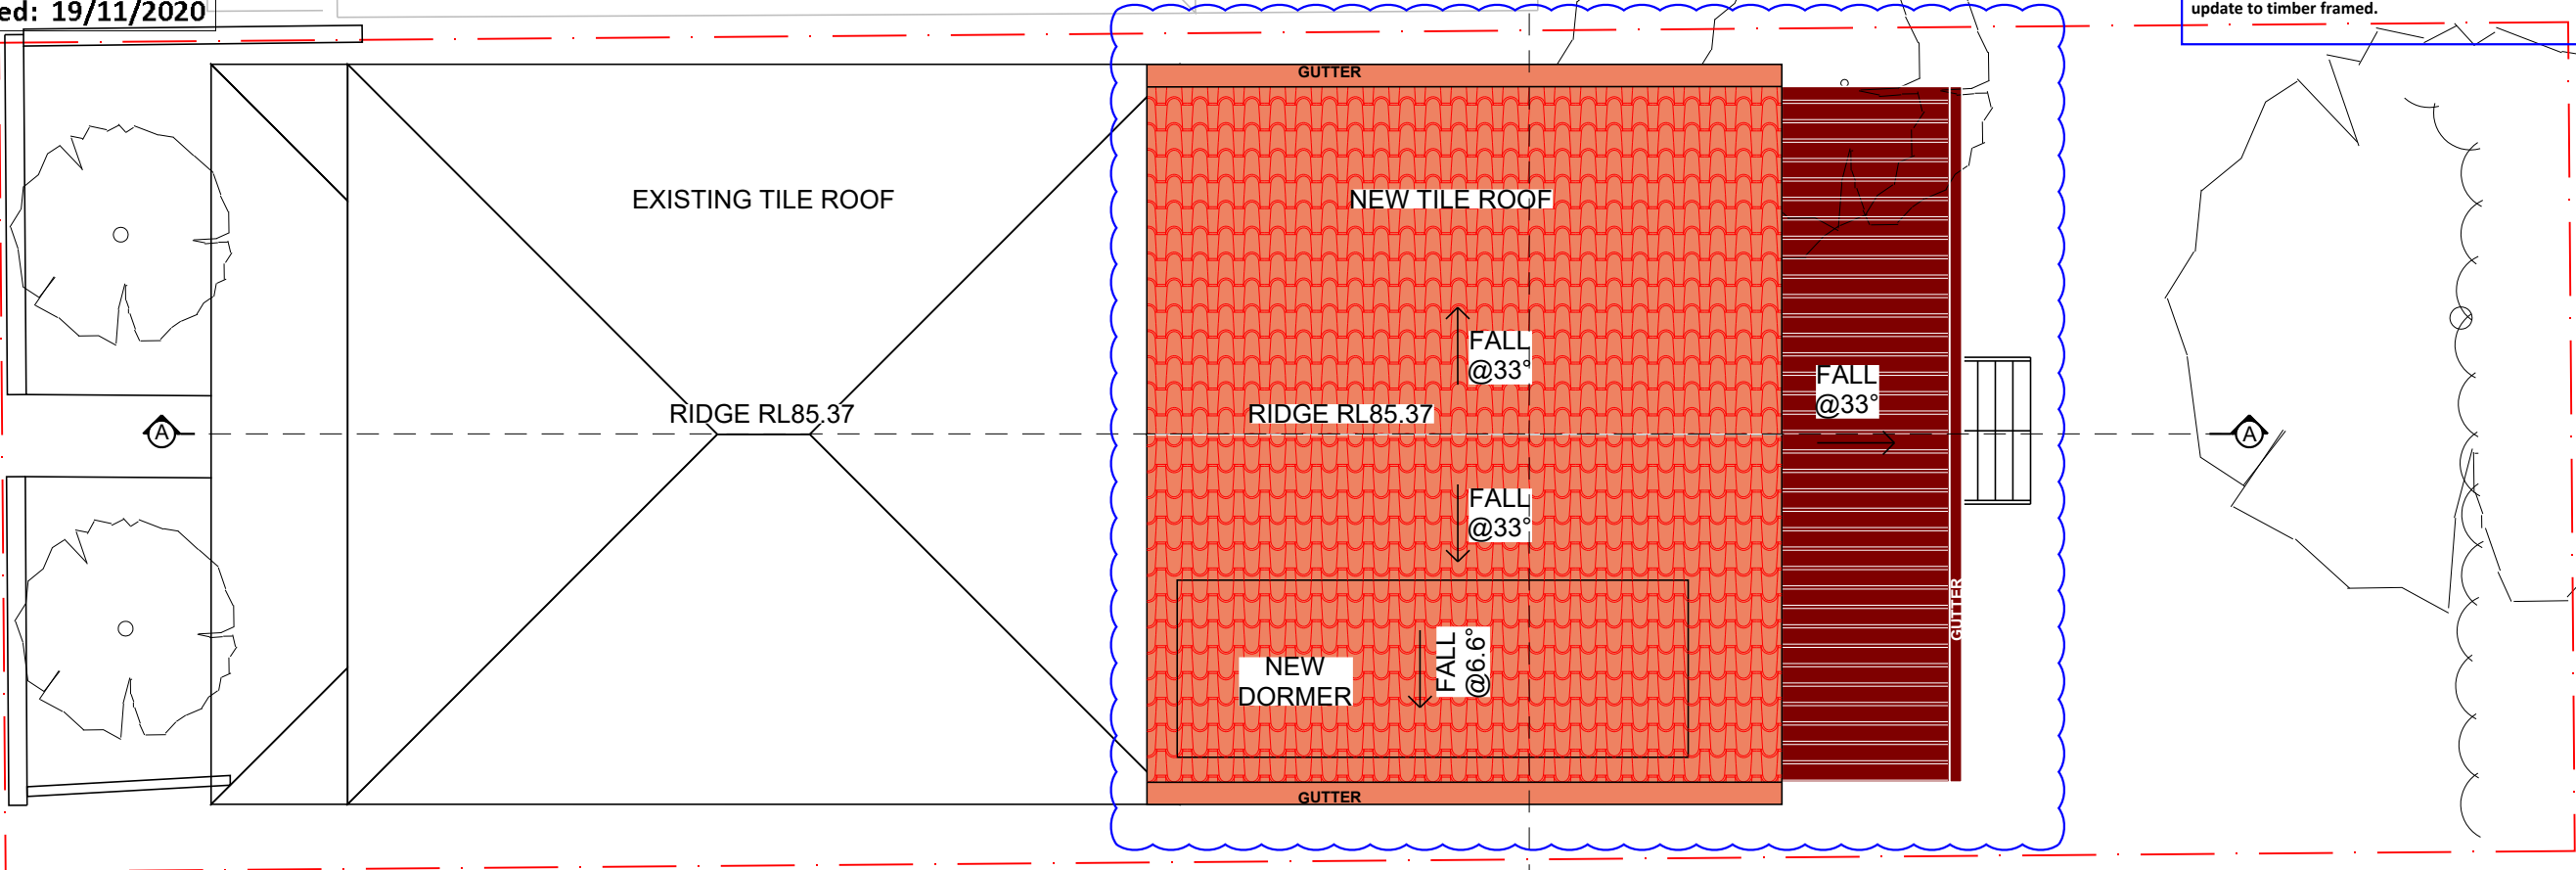 ed: 19/11/2020
update to timber framed.
GUTTER
EXISTING TILE ROOF
NEW TILE ROOF
FALL
@33°
FALL
@33°
RIDGE RL85.37
RIDGE RL85.37
A
A
FALL
@33°
GUTTER
FALL
@6.6°
NEW
DORMER
GUTTER